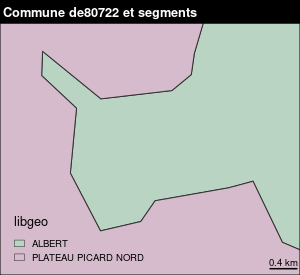 Commune de80722 et segments
libgeo
ALBERT
PLATEAU PICARD NORD
0.4 km